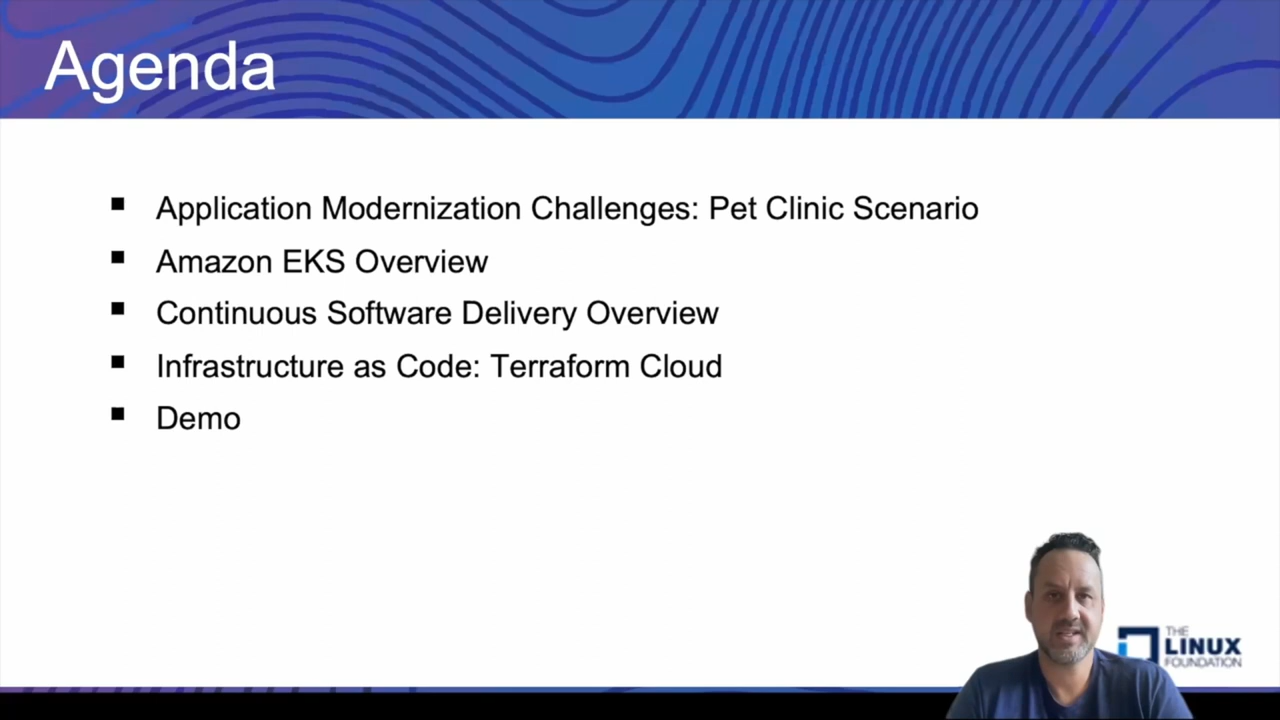 Agenda
Application Modernization Challenges: Pet Clinic Scenario
Amazon EKS Overview
Continuous Software Delivery Overview
Infrastructure as Code: Terraform Cloud
Demo
THE
LINUX
FOUNDATION